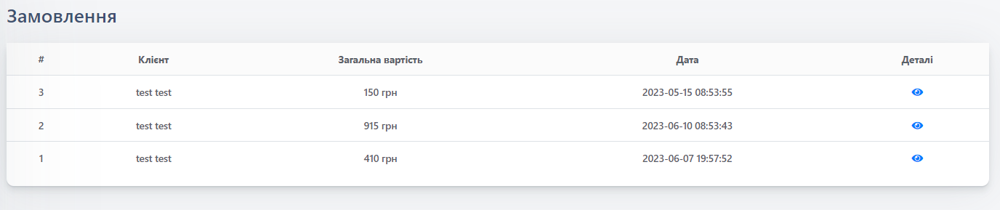 Замовлення
# Клієнт Загальна вартість Дата Деталі
3 test test 150 грн 2023-05-15 08:53:55
2 test test 915 грн 2023-06-10 08:53:43
1 test test 410 грн 2023-06-07 19:57:52